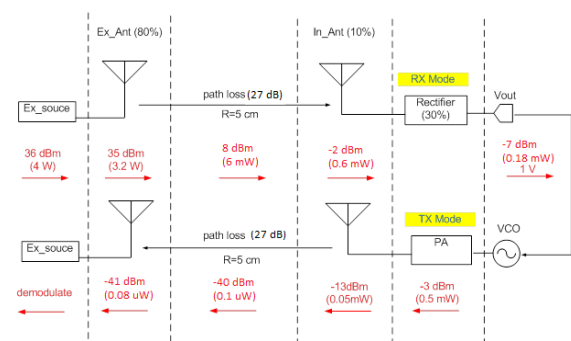 Ex_Ant (80%)
In_Ant (10%)
RX Mode
path loss (27 dB)
R=5 cm
Ex_souce
Rectifier
(30%)
Vout
36 dBm
(4 W)
35 dBm
(3.2 W)
8 dBm
(6 mW)
-2 dBm
(0.6 mW)
-7 dBm
(0.18 mW)
1 V
TX Mode
path loss (27 dB)
R=5 cm
Ex_souce
PA
VCO
demodulate
-41 dBm
(0.08 uW)
-40 dBm
(0.1 uW)
-13dBm
(0.05mW)
-3 dBm
(0.5 mW)